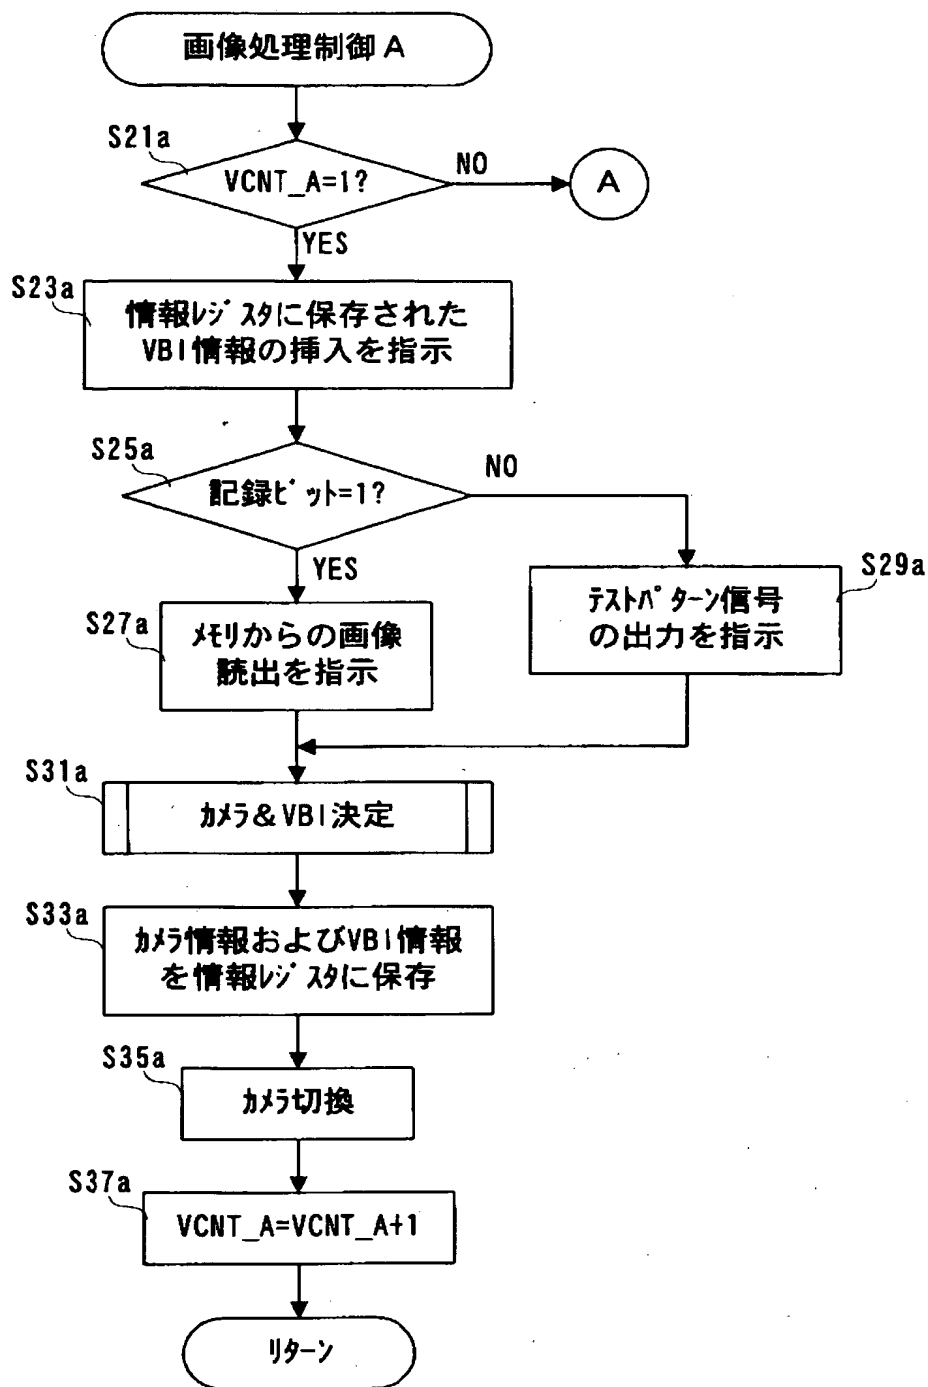 画像処理制御A
S21a
VCNT_A=1?
NO
A
YES
S23a
情報ﾚｼﾞｽﾀに保存された
VBI情報の挿入を指示
S25a
記録ﾋﾞｯﾄ=1?
NO
YES
S27a
ﾒﾓﾘからの画像
読出を指示
S29a
ﾃｽﾄﾊﾟﾀｰﾝ信号
の出力を指示
S31a
ｶﾒﾗ&VBI決定
S33a
ｶﾒﾗ情報およびVBI情報
を情報ﾚｼﾞｽﾀに保存
S35a
ｶﾒﾗ切換
S37a
VCNT_A=VCNT_A+1
ﾘﾀｰﾝ